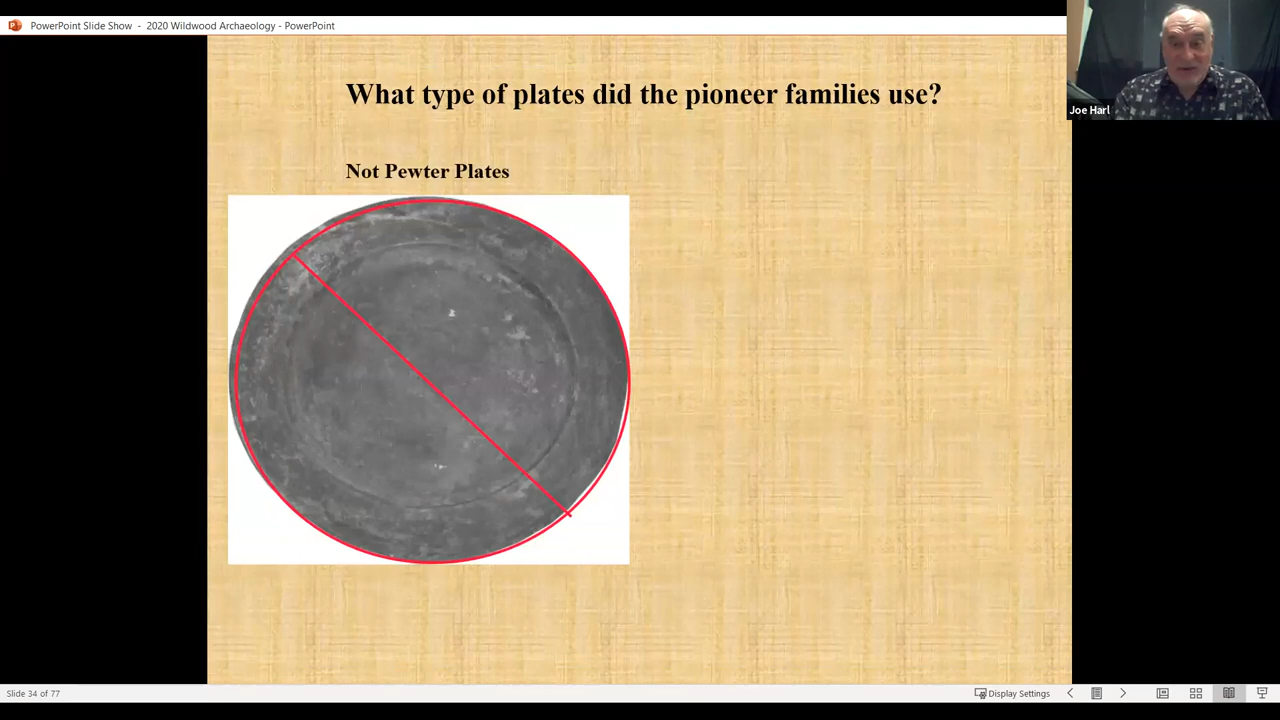 PowerPoint Slide Show - 2020 Wildwood Archaeology - PowerPoint
Joe Harl
What type of plates did the pioneer families use?
Not Pewter Plates
Slide 34 of 77
Display Settings